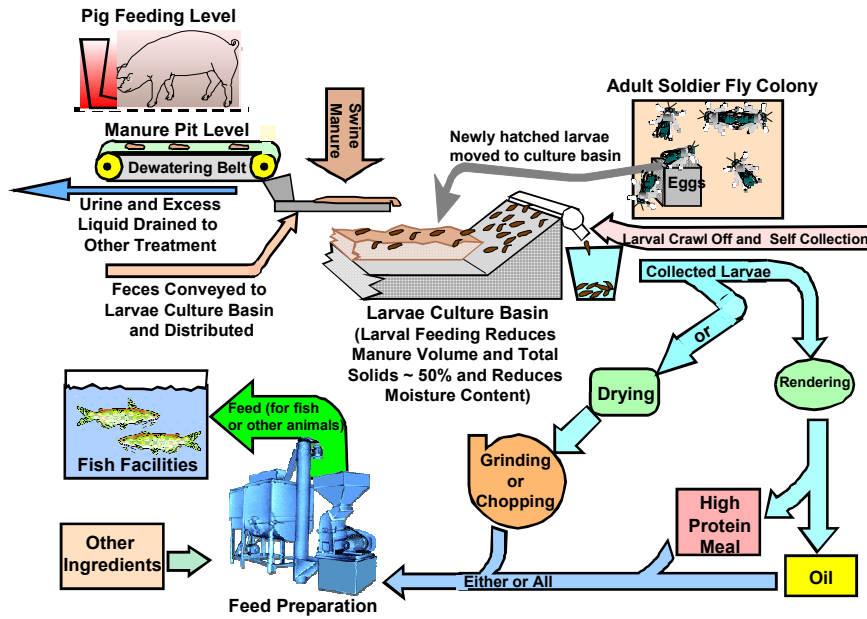 Pig Feeding Level
Manure Pit Level
Dewatering Belt
Urine and Excess
Liquid Drained to
Other Treatment
Feces Conveyed to
Larvae Culture Basin
and Distributed
Swine
Manure
Newly hatched larvae
moved to culture basin
Adult Soldier Fly Colony
Eggs
Larval Crawl Off and Self Collection
Collected Larvae
Larvae Culture Basin
(Larval Feeding Reduces
Manure Volume and Total
Solids ~ 50% and Reduces
Moisture Content)
or
Drying
Rendering
Grinding
or
Chopping
High
Protein
Meal
Oil
Either or All
Feed (for fish
or other animals)
Fish Facilities
Other
Ingredients
Feed Preparation